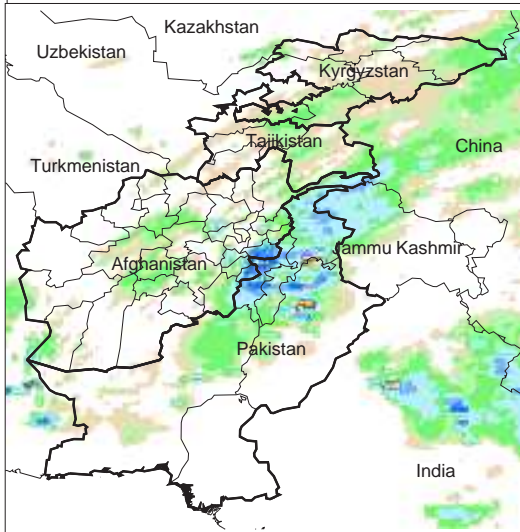 Kazakhstan
Uzbekistan
Kyrgyzstan
Tajikistan
China
Turkmenistan
Jammu Kashmir
Afghanistan
Pakistan
India